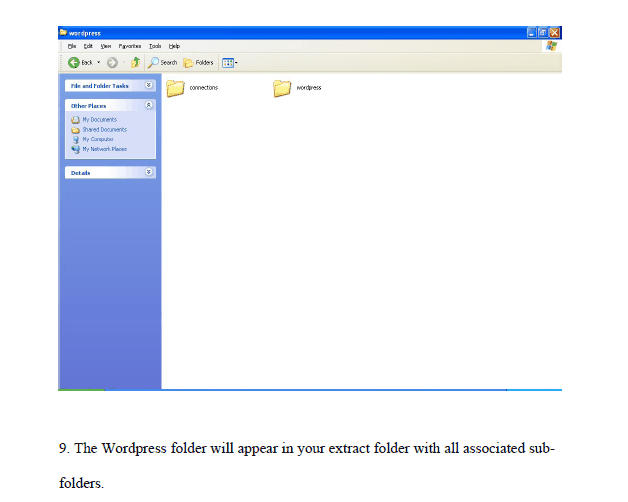 wordpress
File Edit View Favorites Tools Help
Back Search Folders
File and Folder Tasks
Other Places
My Documents
Shared Documents
My Computer
My Network Places
Details
connections wordpress
9. The Wordpress folder will appear in your extract folder with all associated sub-
folders.